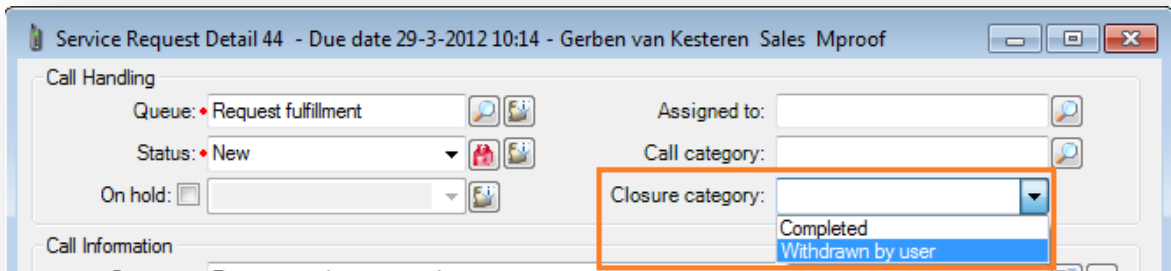 Service Request Detail 44 - Due date 29-3-2012 10:14 - Gerben van Kesteren Sales Mproof
Call Handling
Queue: Request fulfillment
Assigned to:
Status: New
Call category:
On hold:
Closure category:
Completed
Withdrawn by user
Call Information